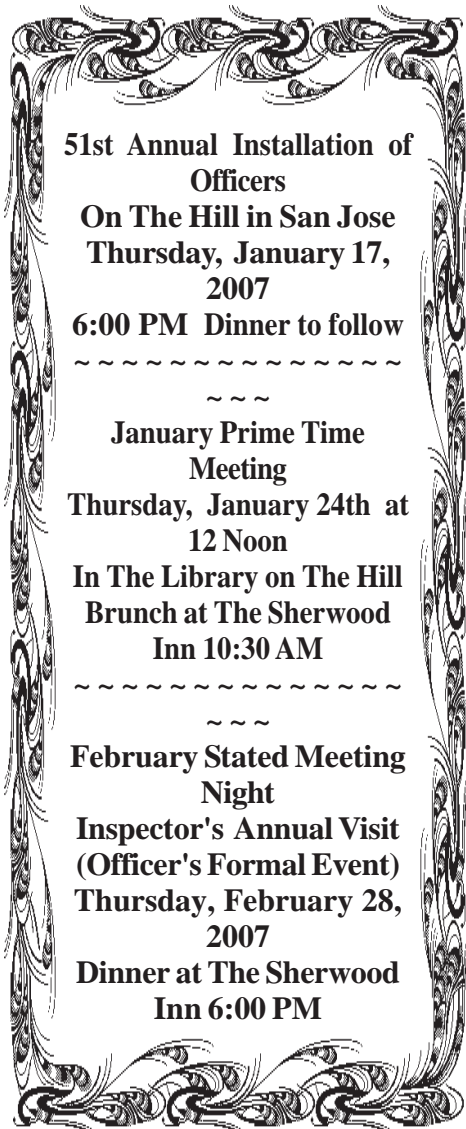 51st Annual Installation of
Officers
On The Hill in San Jose
Thursday, January 17,
2007
6:00 PM Dinner to follow
~ ~ ~ ~ ~ ~ ~ ~ ~ ~ ~ ~ ~ ~
~ ~ ~
January Prime Time
Meeting
Thursday, January 24th at
12 Noon
In The Library on The Hill
Brunch at The Sherwood
Inn 10:30 AM
~ ~ ~ ~ ~ ~ ~ ~ ~ ~ ~ ~ ~ ~
~ ~ ~
February Stated Meeting
Night
Inspector's Annual Visit
(Officer's Formal Event)
Thursday, February 28,
2007
Dinner at The Sherwood
Inn 6:00 PM